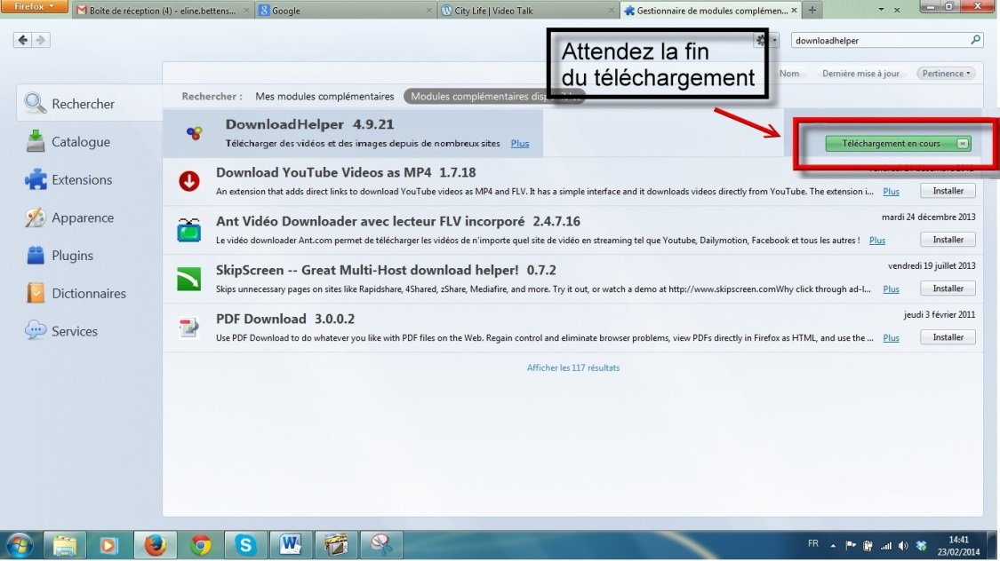 Firefox
Boîte de réception (4) - eline.bettens...
Google
City Life | Video Talk
Gestionnaire de modules complémen...
downloadhelper
Attendez la fin
du téléchargement
Nom Dernière mise à jour Pertinence
Rechercher : Mes modules complémentaires Modules complémentaires
Rechercher
Catalogue
Extensions
Apparence
Plugins
Dictionnaires
Services
DownloadHelper 4.9.21
Télécharger des vidéos et des images depuis de nombreux sites Plus
Téléchargement en cours
Download YouTube Videos as MP4 1.7.18
An extension that adds direct links to download YouTube videos as MP4 and FLV. It has a simple interface and it downloads videos directly from YouTube. The extension i... Plus Installer
Ant Vidéo Downloader avec lecteur FLV incorporé 2.4.7.16 mardi 24 décembre 2013
Le vidéo downloader Ant.com permet de télécharger les vidéos de n'importe quel site de vidéo en streaming tel que Youtube, Dailymotion, Facebook et tous les autres ! Plus Installer
SkipScreen -- Great Multi-Host download helper! 0.7.2 vendredi 19 juillet 2013
Skips unnecessary pages on sites like Rapidshare, 4Shared, zShare, Mediafire, and more. Try it out, or watch a demo at http://www.skipscreen.comWhy click through ad-l... Plus Installer
PDF Download 3.0.0.2 jeudi 3 février 2011
Use PDF Download to do whatever you like with PDF files on the Web. Regain control and eliminate browser problems, view PDFs directly in Firefox as HTML, and use the ... Plus Installer
Afficher les 117 résultats
FR
14:41
23/02/2014